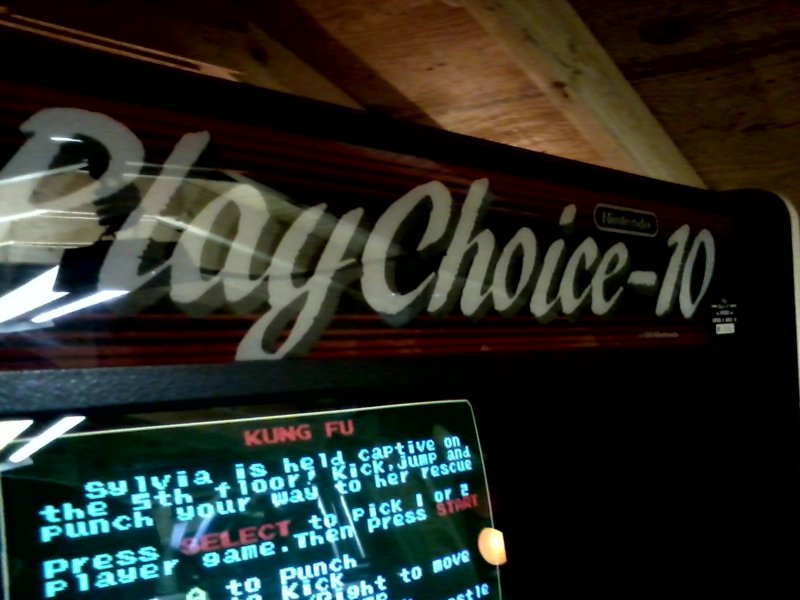 PlayChoice-10
Nintendo
KUNG FU
Sylvia is held captive on
the 5th floor, Kick, Jump and
Punch your way to her rescue
Press SELECT to Pick 1 or 2
Player game. Then press START
A to Punch
to Kick
Right to move